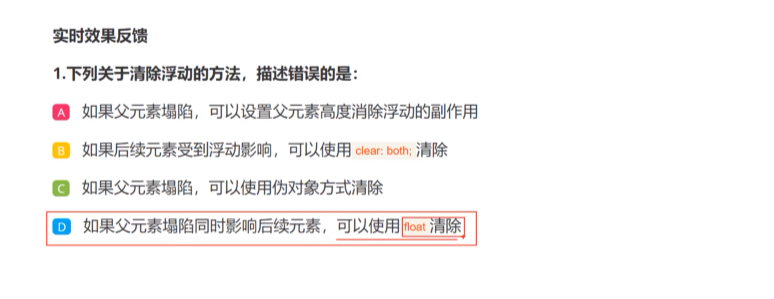 实时效果反馈
1.下列关于清除浮动的方法，描述错误的是：
A 如果父元素塌陷，可以设置父元素高度消除浮动的副作用
B 如果后续元素受到浮动影响，可以使用 clear: both; 清除
C 如果父元素塌陷，可以使用伪对象方式清除
D 如果父元素塌陷同时影响后续元素，可以使用 float 清除